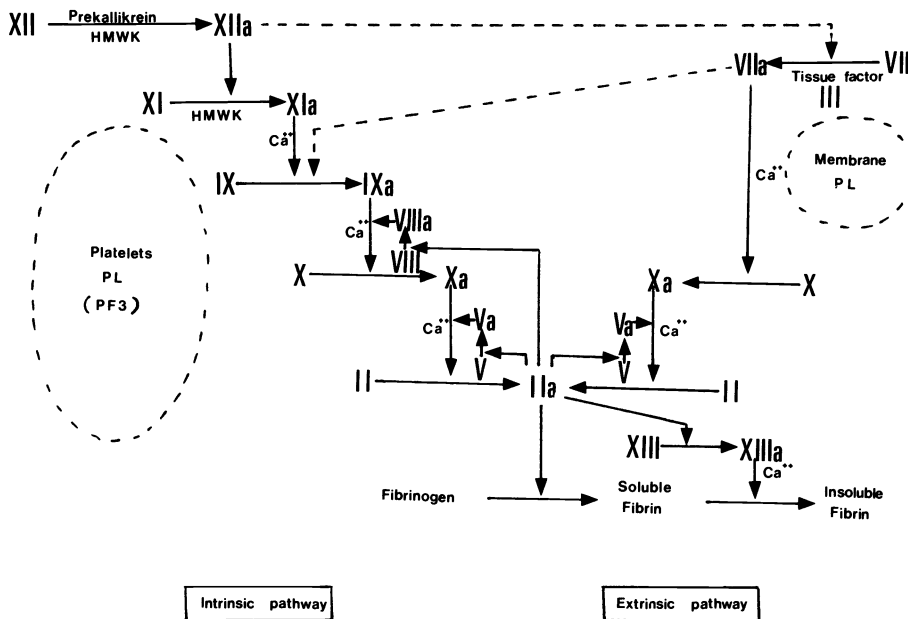 XII Prekallikrein XIIa
HMWK
VIIa VII
Tissue factor
III
XI XIa
HMWK
Ca++
Membrane
PL
Ca++
IX IXa
Platelets
PL
(PF3)
Ca++ VIIIa
VIII
X Xa
Xa X
Ca++ Va
Va Ca++
V
V
II IIa II
XIII XIIIa
Ca++
Fibrinogen
Soluble
Fibrin
Insoluble
Fibrin
Intrinsic pathway
Extrinsic pathway